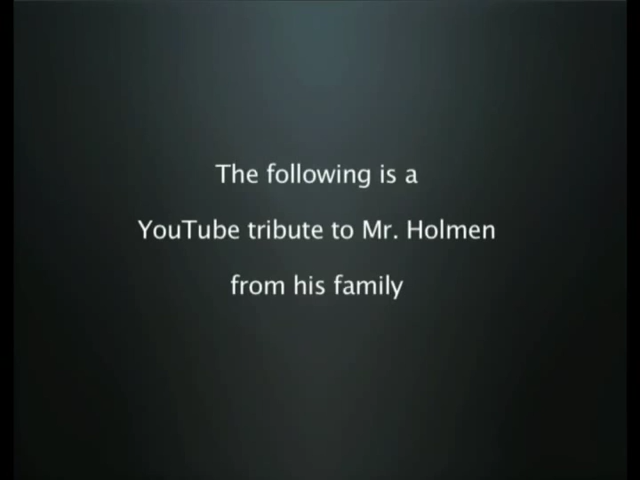 The following is a
YouTube tribute to Mr. Holmen
from his family